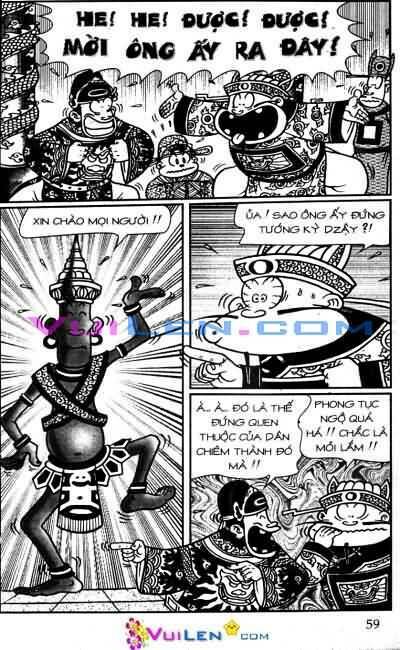 HE! HE! ĐƯỢC! ĐƯỢC!
MỜI ÔNG ẤY RA ĐÂY!
XIN CHÀO MỌI NGƯỜI !!
ỦA ! SAO ÔNG ẤY ĐỨNG
TƯỚNG KỲ DZẬY ?!
VuiLen.com
À... À... ĐÓ LÀ THẾ
ĐỨNG QUEN
THUỘC CỦA DÂN
CHIÊM THÀNH ĐÓ
MÀ !!
PHONG TỤC
NGỘ QUÁ
HÁ !! CHẮC LÀ
MỎI LẮM !!
59
VuiLen.com